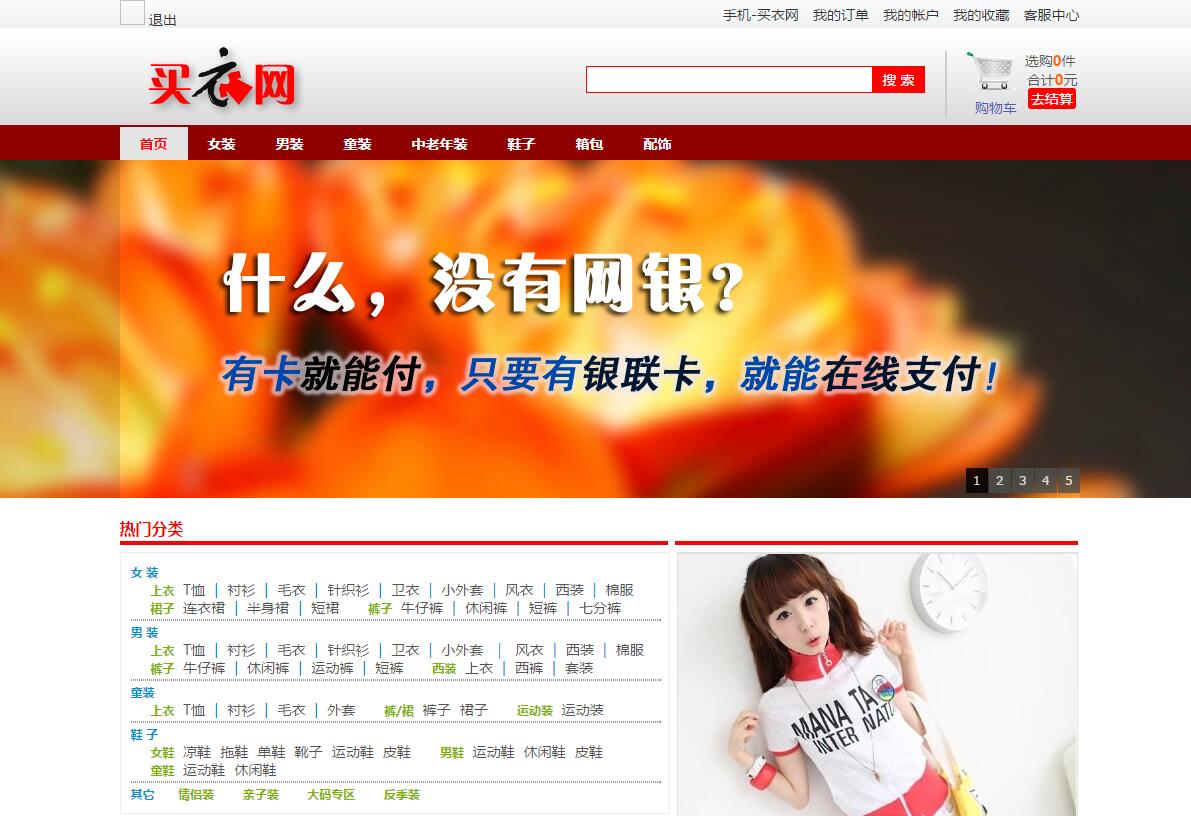 退出 手机-买衣网 我的订单 我的帐户 我的收藏 客服中心
买衣网
搜 索
选购0件
合计0元
购物车 去结算
首页 女装 男装 童装 中老年装 鞋子 箱包 配饰
什么，没有网银？
有卡就能付，只要有银联卡，就能在线支付！
1 2 3 4 5
热门分类
女 装
上衣 T恤 | 衬衫 | 毛衣 | 针织衫 | 卫衣 | 小外套 | 风衣 | 西装 | 棉服
裙子 连衣裙 | 半身裙 | 短裙 裤子 牛仔裤 | 休闲裤 | 短裤 | 七分裤
男 装
上衣 T恤 | 衬衫 | 毛衣 | 针织衫 | 卫衣 | 小外套 | 风衣 | 西装 | 棉服
裤子 牛仔裤 | 休闲裤 | 运动裤 | 短裤 西装 上衣 | 西裤 | 套装
童装
上衣 T恤 | 衬衫 | 毛衣 | 外套 裤/裙 裤子 裙子 运动装 运动装
鞋 子
女鞋 凉鞋 拖鞋 单鞋 靴子 运动鞋 皮鞋 男鞋 运动鞋 休闲鞋 皮鞋
童鞋 运动鞋 休闲鞋
其它 情侣装 亲子装 大码专区 反季装
MANA TA
INTER NAT